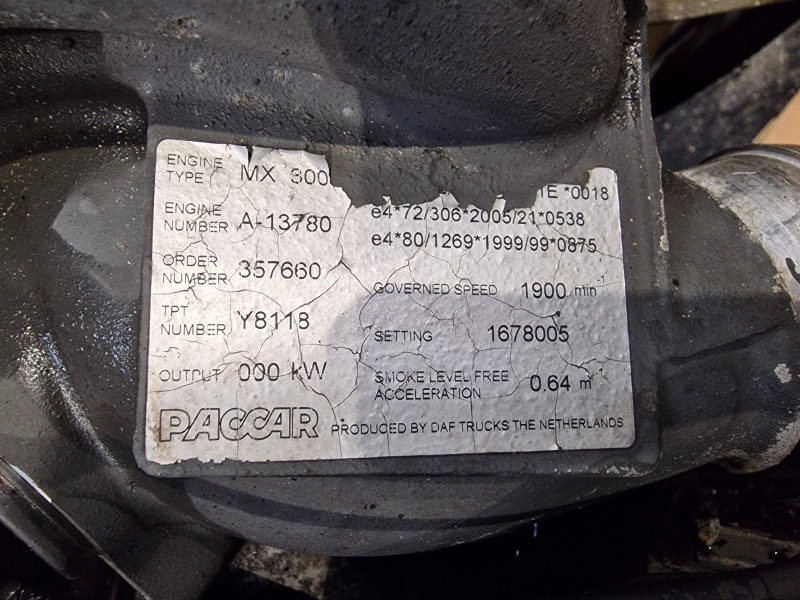 ENGINE TYPE MX 300
1E *0018
e4*72/306*2005/21*0538
ENGINE NUMBER A-13780
e4*80/1269*1999/99*0875
ORDER NUMBER 357660
GOVERNED SPEED 1900 min-1
TPT NUMBER Y8118
SETTING 1678005
OUTPUT 000 kW
SMOKE LEVEL FREE ACCELERATION 0.64 m-1
PACCAR PRODUCED BY DAF TRUCKS THE NETHERLANDS